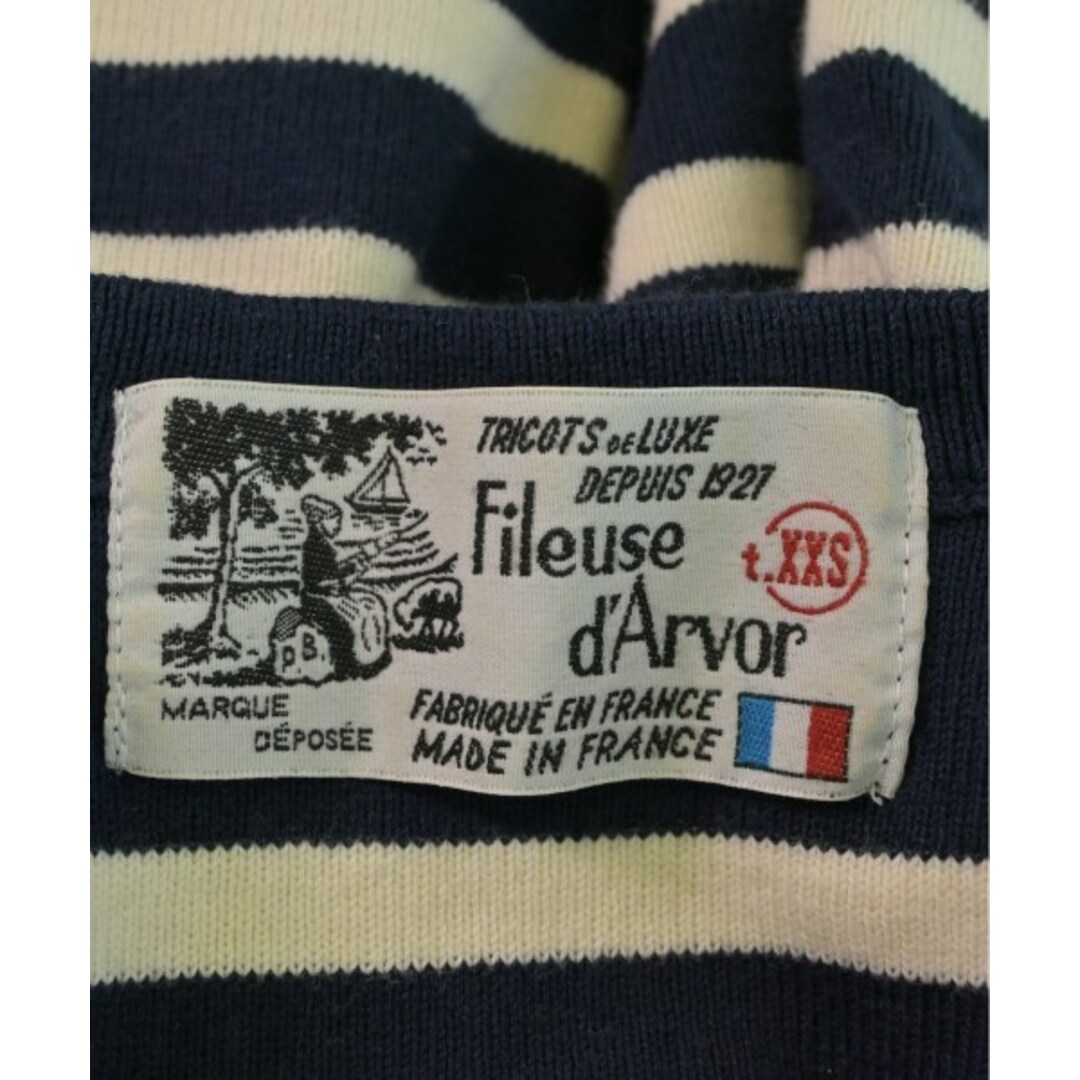 TRICOTS DE LUXE
DEPUIS 1927
Fileuse
d'Arvor
t.XXS
P.B.
MARQUE
DÉPOSÉE
FABRIQUÉ EN FRANCE
MADE IN FRANCE